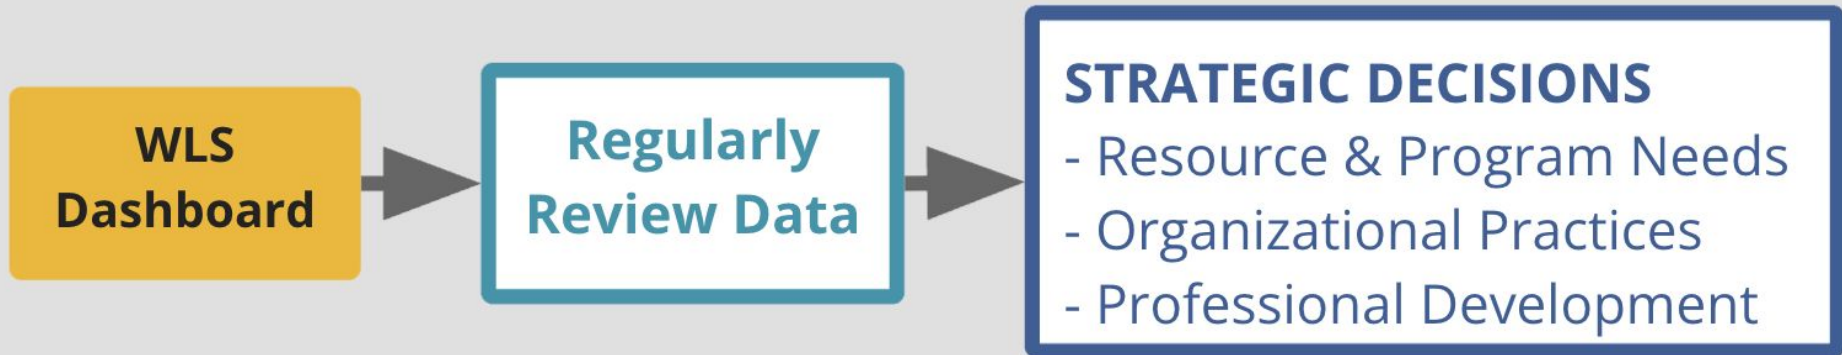 WLS
Dashboard
Regularly
Review Data
STRATEGIC DECISIONS
- Resource & Program Needs
- Organizational Practices
- Professional Development